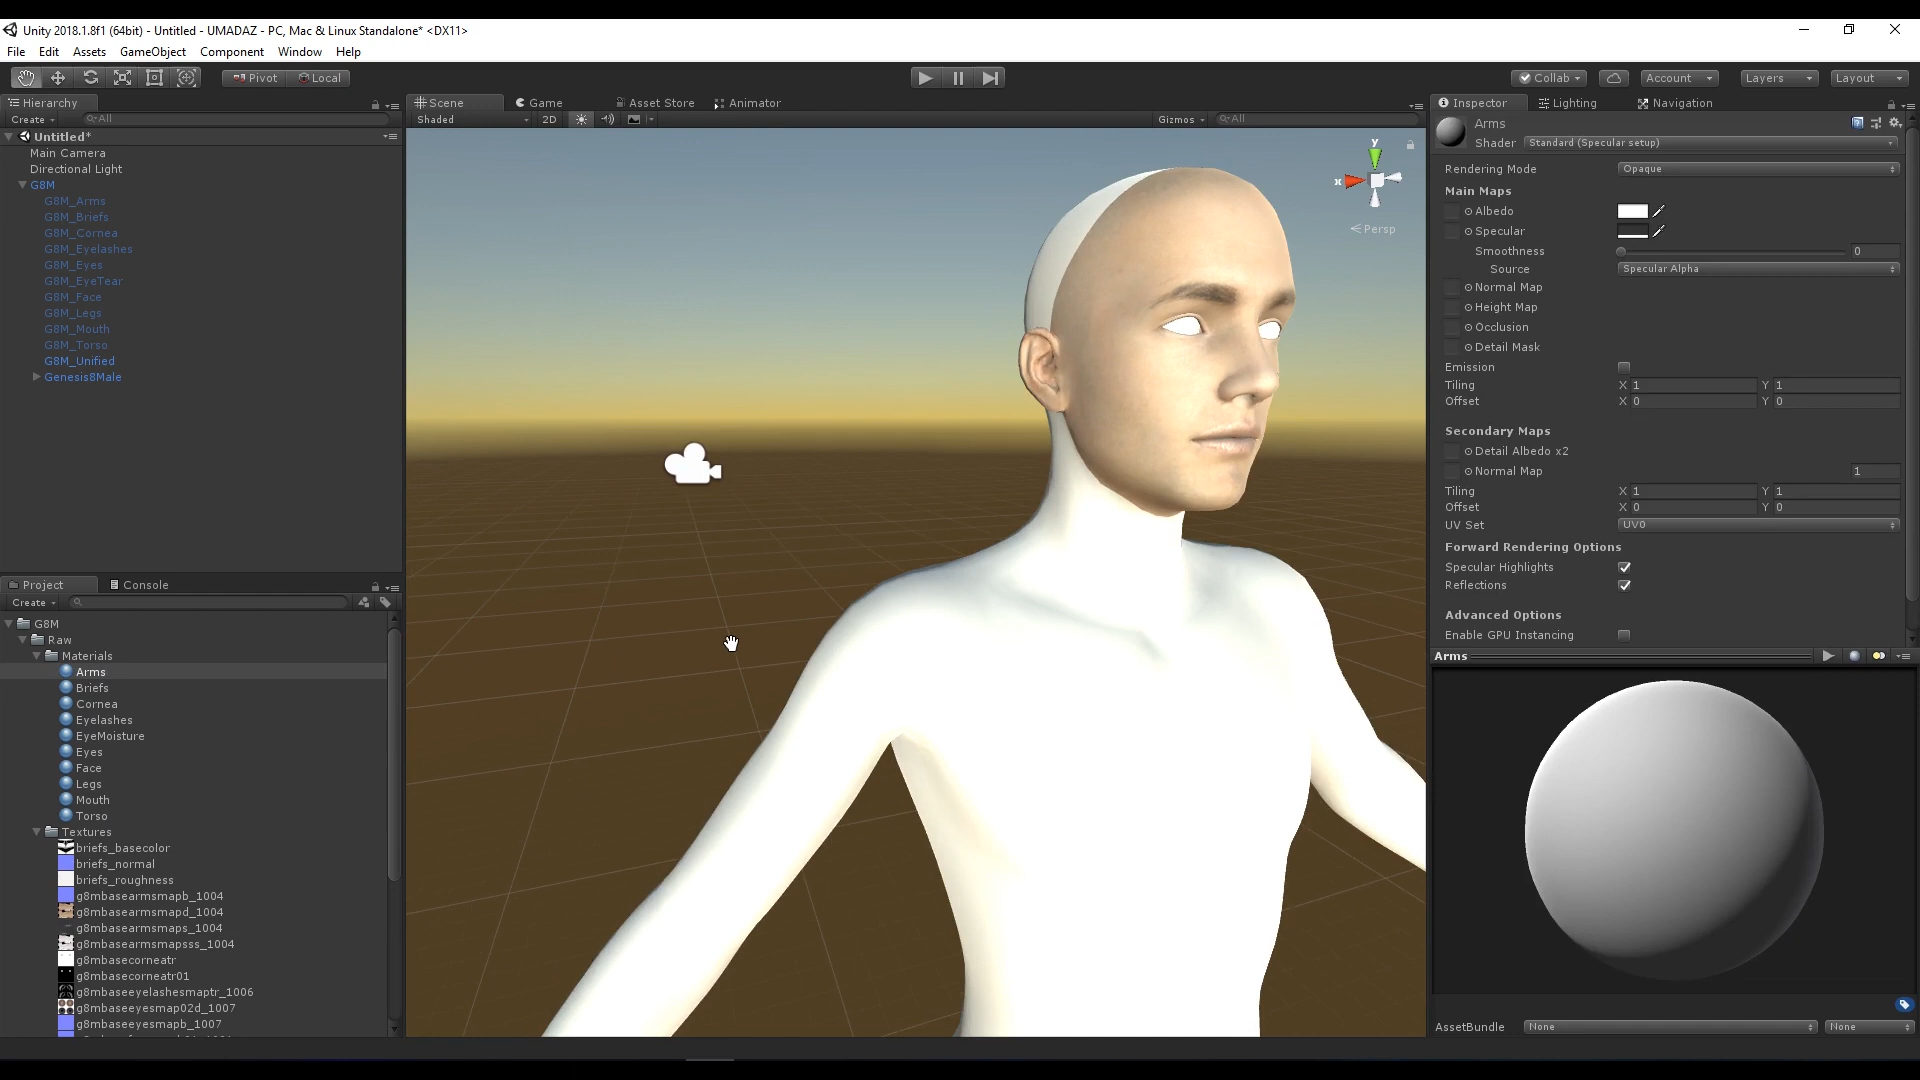 Unity 2018.1.8f1 (64bit) - Untitled - UMADAZ - PC, Mac & Linux Standalone* <DX11>
File Edit Assets GameObject Component Window Help
Pivot Local Collab Account Layers Layout
Hierarchy
Create All
Untitled*
Main Camera
Directional Light
G8M
G8M_Arms
G8M_Briefs
G8M_Cornea
G8M_Eyelashes
G8M_Eyes
G8M_EyeTear
G8M_Face
G8M_Legs
G8M_Mouth
G8M_Torso
G8M_Unified
Genesis8Male
Project Console
Create
G8M
Raw
Materials
Arms
Briefs
Cornea
Eyelashes
EyeMoisture
Eyes
Face
Legs
Mouth
Torso
Textures
briefs_basecolor
briefs_normal
briefs_roughness
g8mbasearmsmapb_1004
g8mbasearmsmapd_1004
g8mbasearmsmaps_1004
g8mbasearmsmapsss_1004
g8mbasecorneatr
g8mbasecorneatr01
g8mbaseeyelashesmaptr_1006
g8mbaseeyesmap02d_1007
g8mbaseeyesmapb_1007
Scene Game Asset Store Animator
Shaded 2D Gizmos All
y
x
Persp
Inspector Lighting Navigation
Arms
Shader Standard (Specular setup)
Rendering Mode Opaque
Main Maps
Albedo
Specular
Smoothness 0
Source Specular Alpha
Normal Map
Height Map
Occlusion
Detail Mask
Emission
Tiling X 1 Y 1
Offset X 0 Y 0
Secondary Maps
Detail Albedo x2
Normal Map 1
Tiling X 1 Y 1
Offset X 0 Y 0
UV Set UV0
Forward Rendering Options
Specular Highlights
Reflections
Advanced Options
Enable GPU Instancing
Arms
AssetBundle None None